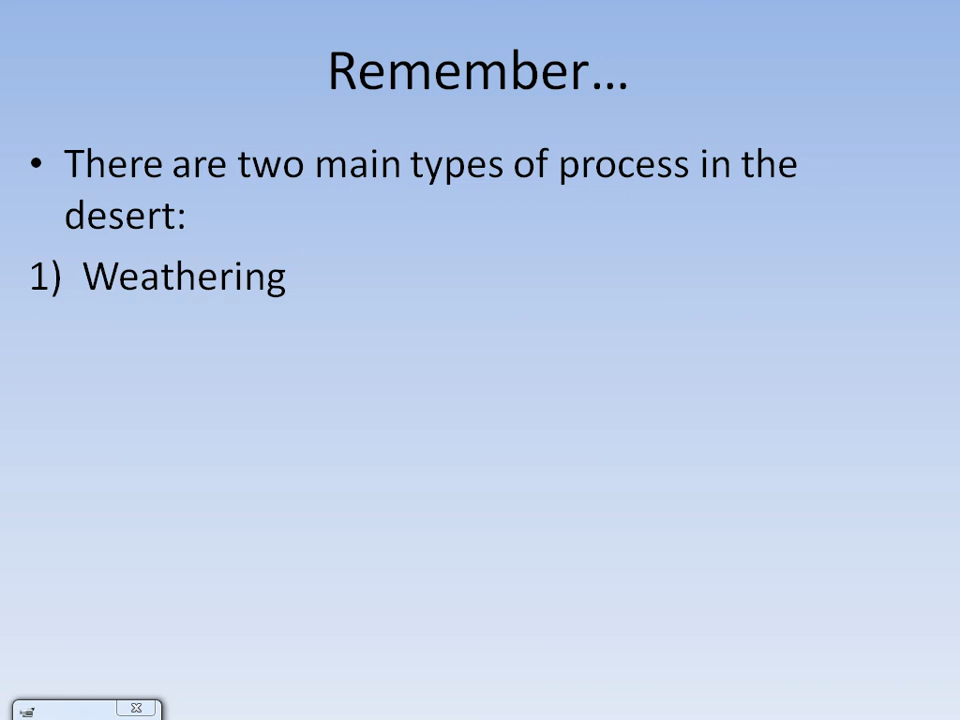 Remember…
• There are two main types of process in the
desert:
1) Weathering